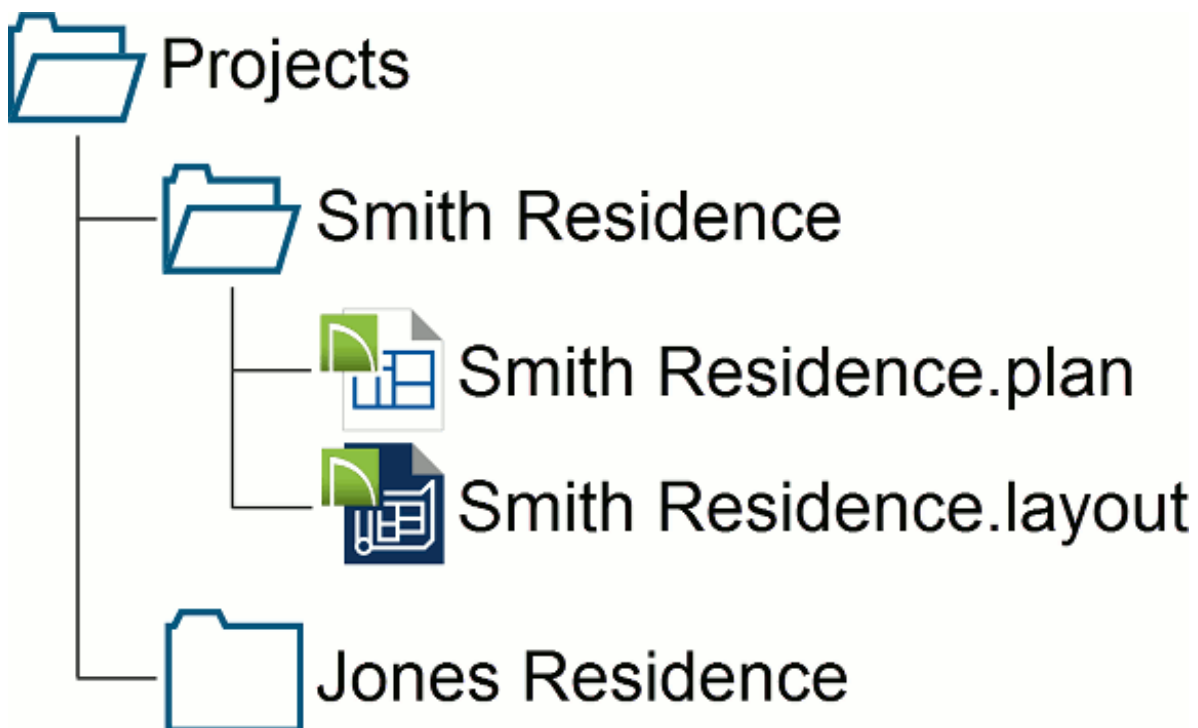 Projects
Smith Residence
Smith Residence.plan
Smith Residence.layout
Jones Residence